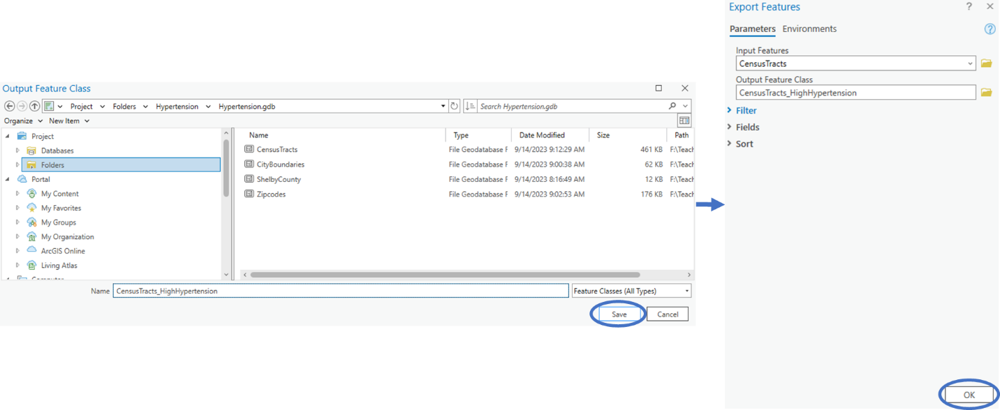 Output Feature Class
Project Folders Hypertension Hypertension.gdb Search Hypertension.gdb
Organize New Item
Project
Databases
Folders
Portal
My Content
My Favorites
My Groups
My Organization
ArcGIS Online
Living Atlas
Name Type Date Modified Size Path
CensusTracts File Geodatabase F 9/14/2023 9:12:29 AM 461 KB F:\Teach
CityBoundaries File Geodatabase F 9/14/2023 9:00:38 AM 62 KB F:\Teach
ShelbyCounty File Geodatabase F 9/14/2023 8:16:49 AM 12 KB F:\Teach
Zipcodes File Geodatabase F 9/14/2023 9:02:53 AM 176 KB F:\Teach
Name CensusTracts_HighHypertension Feature Classes (All Types)
Save Cancel
Export Features ?
Parameters Environments ?
Input Features
CensusTracts
Output Feature Class
CensusTracts_HighHypertension
Filter
Fields
Sort
OK